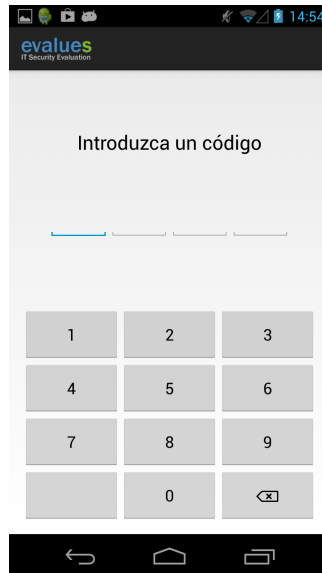 14:54
evalues
IT Security Evaluation
Introduzca un código
1 2 3
4 5 6
7 8 9
0